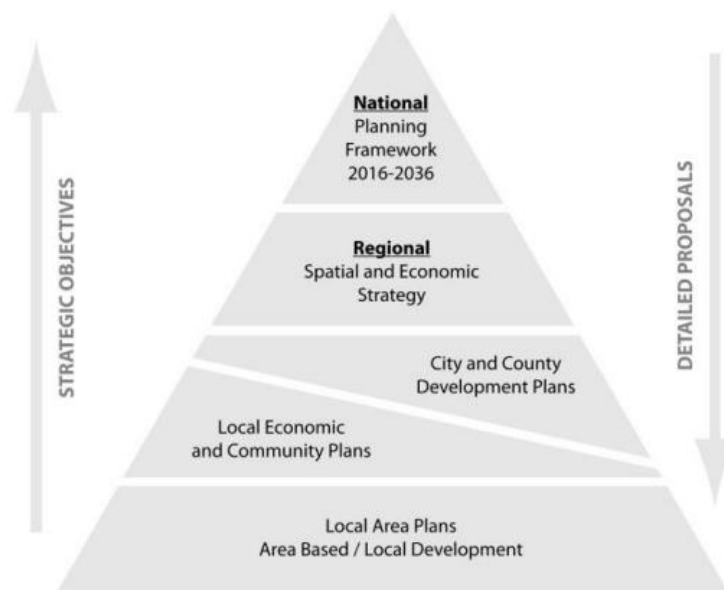 National
Planning
Framework
2016-2036
Regional
Spatial and Economic
Strategy
City and County
Development Plans
Local Economic
and Community Plans
Local Area Plans
Area Based / Local Development
STRATEGIC OBJECTIVES
DETAILED PROPOSALS